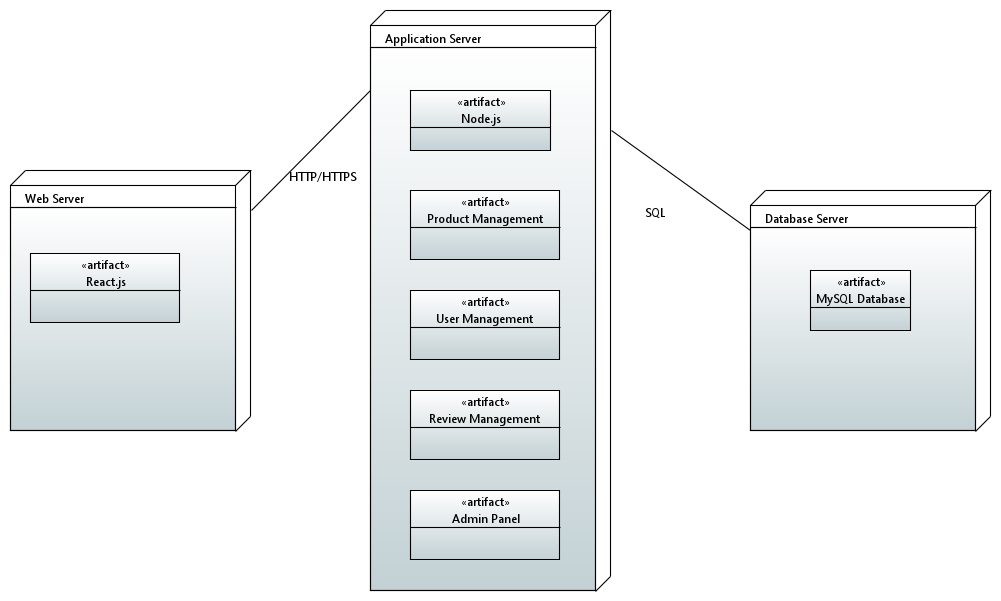 Application Server
«artifact»
Node.js
HTTP/HTTPS
«artifact»
Product Management
SQL
Web Server
Database Server
«artifact»
React.js
«artifact»
User Management
«artifact»
MySQL Database
«artifact»
Review Management
«artifact»
Admin Panel